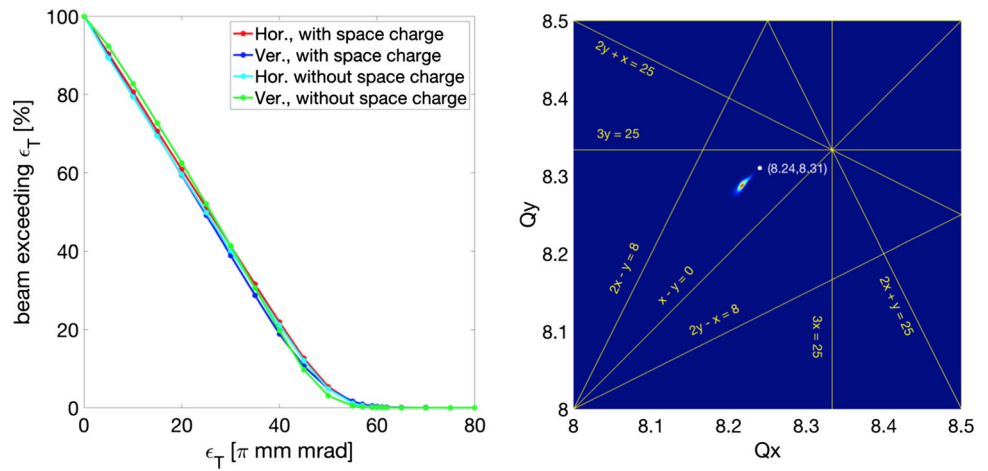 100
80
60
40
20
0
beam exceeding ϵ_T [%]
Hor., with space charge
Ver., with space charge
Hor. without space charge
Ver., without space charge
0 20 40 60 80
ϵ_T [π mm mrad]
8.5
8.4
8.3
8.2
8.1
8
Qy
2y + x = 25
3y = 25
(8.24,8.31)
2x - y = 8
x - y = 0
2y - x = 8
3x = 25
2x + y = 25
8 8.1 8.2 8.3 8.4 8.5
Qx